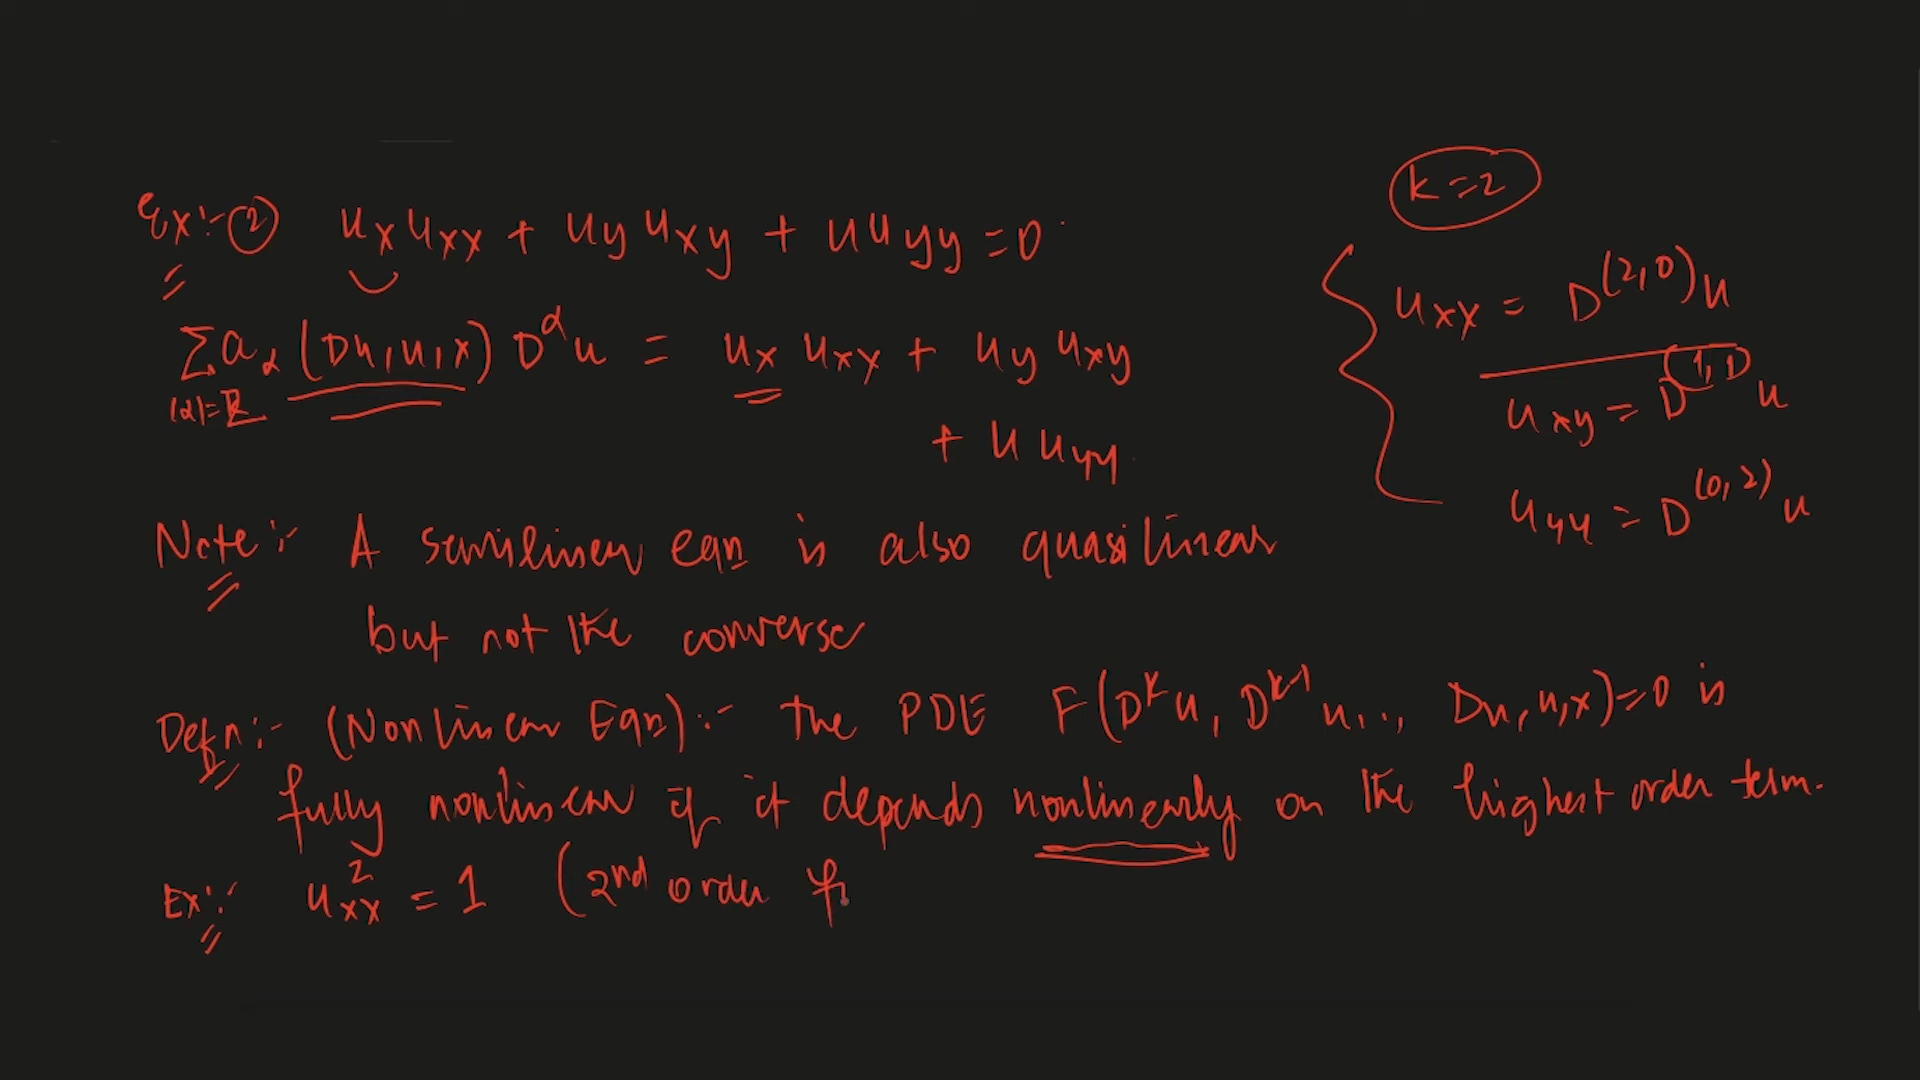 Ex:- ② u_x u_xx + u_y u_xy + u u_yy = 0
∑_{|α|=k} a_α (Du, u, x) D^α u = u_x u_xx + u_y u_xy
+ u u_yy
k = 2
u_xx = D^(2,0) u
u_xy = D^(1,1) u
u_yy = D^(0,2) u
Note:- A semilinear eqn is also quasilinear
but not the converse
Defn:- (Nonlinear Eqn):- The PDE F(D^k u, D^{k-1} u, .., Du, u, x) = 0 is
fully nonlinear if it depends nonlinearly on the highest order term.
Ex:- u_xx^2 = 1 (2nd order f